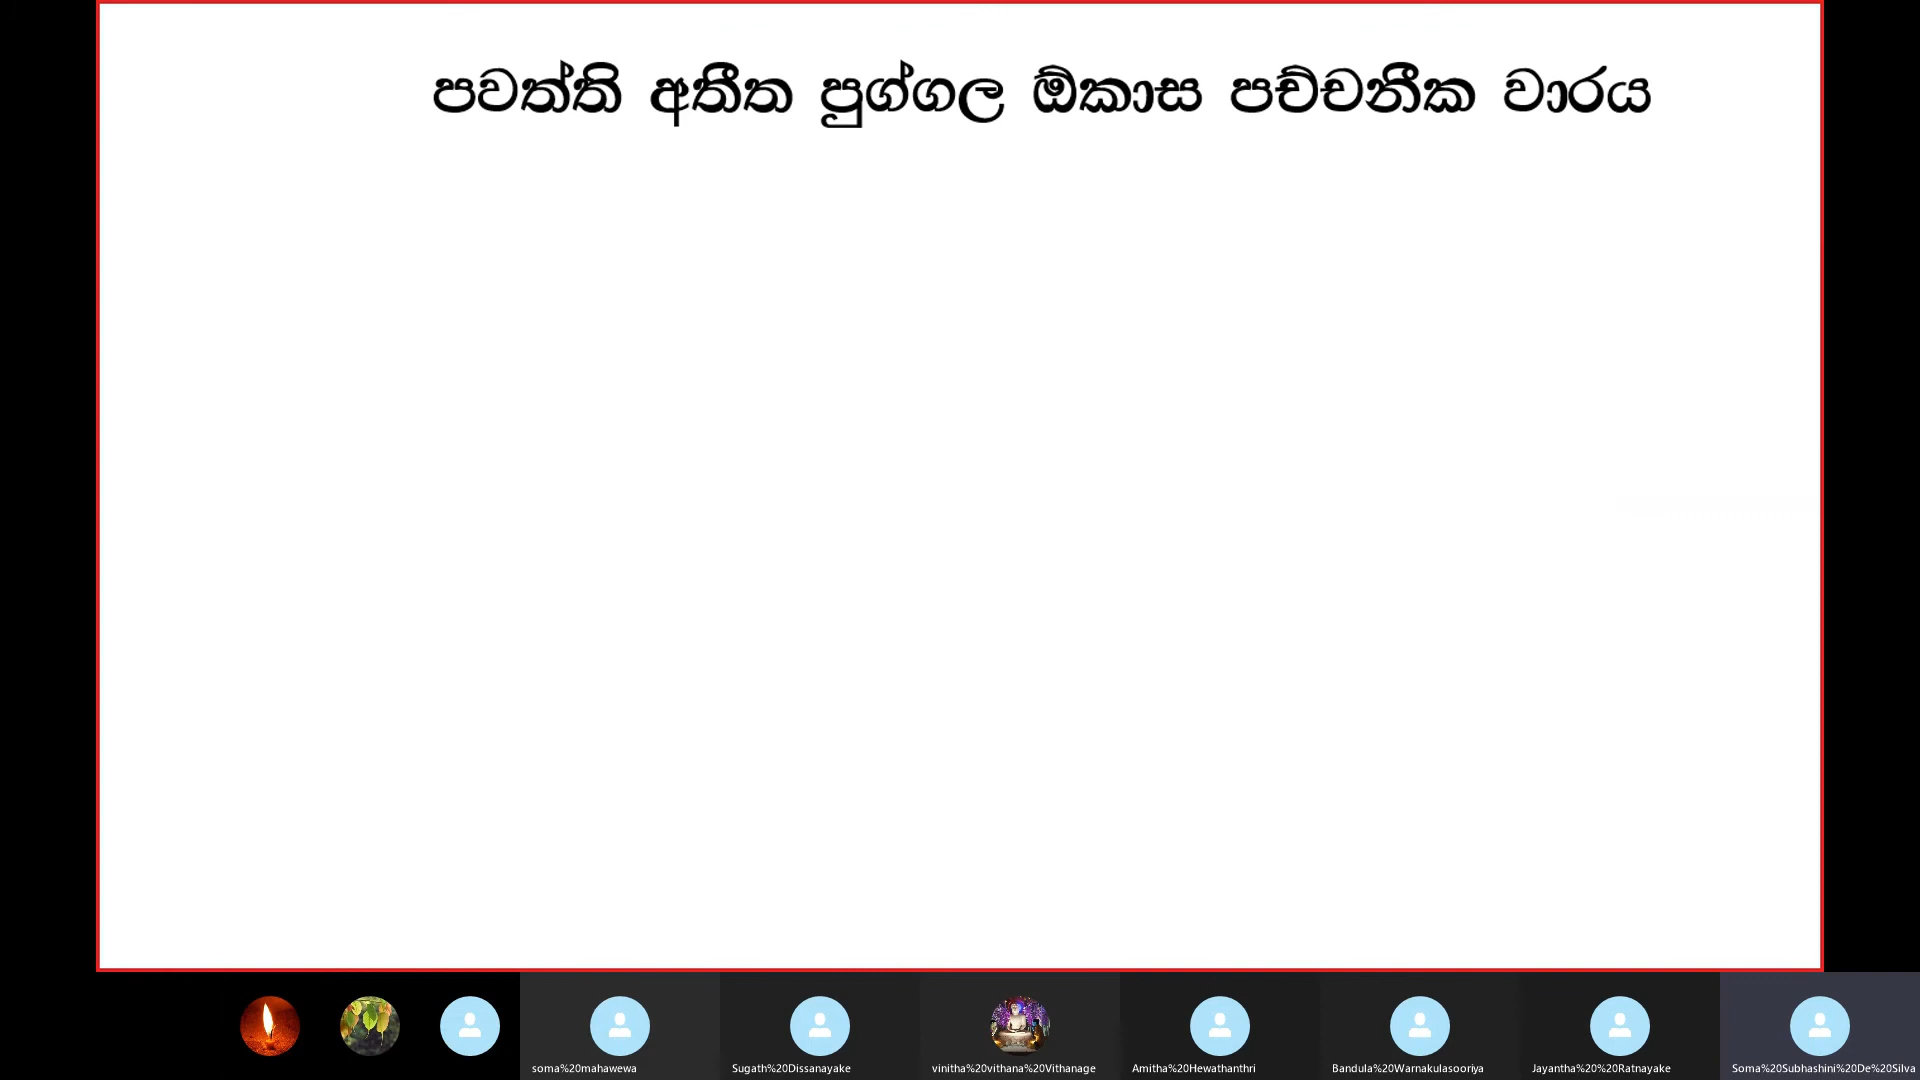 පවත්ති අතීත පුග්ගල ඕකාස පච්චනීක වාරය
soma%20mahawewa
Sugath%20Dissanayake
vinitha%20vithana%20Vithanage
Amitha%20Hewathanthri
Bandula%20Warnakulasooriya
Jayantha%20%20Ratnayake
Soma%20Subhashini%20De%20Silva